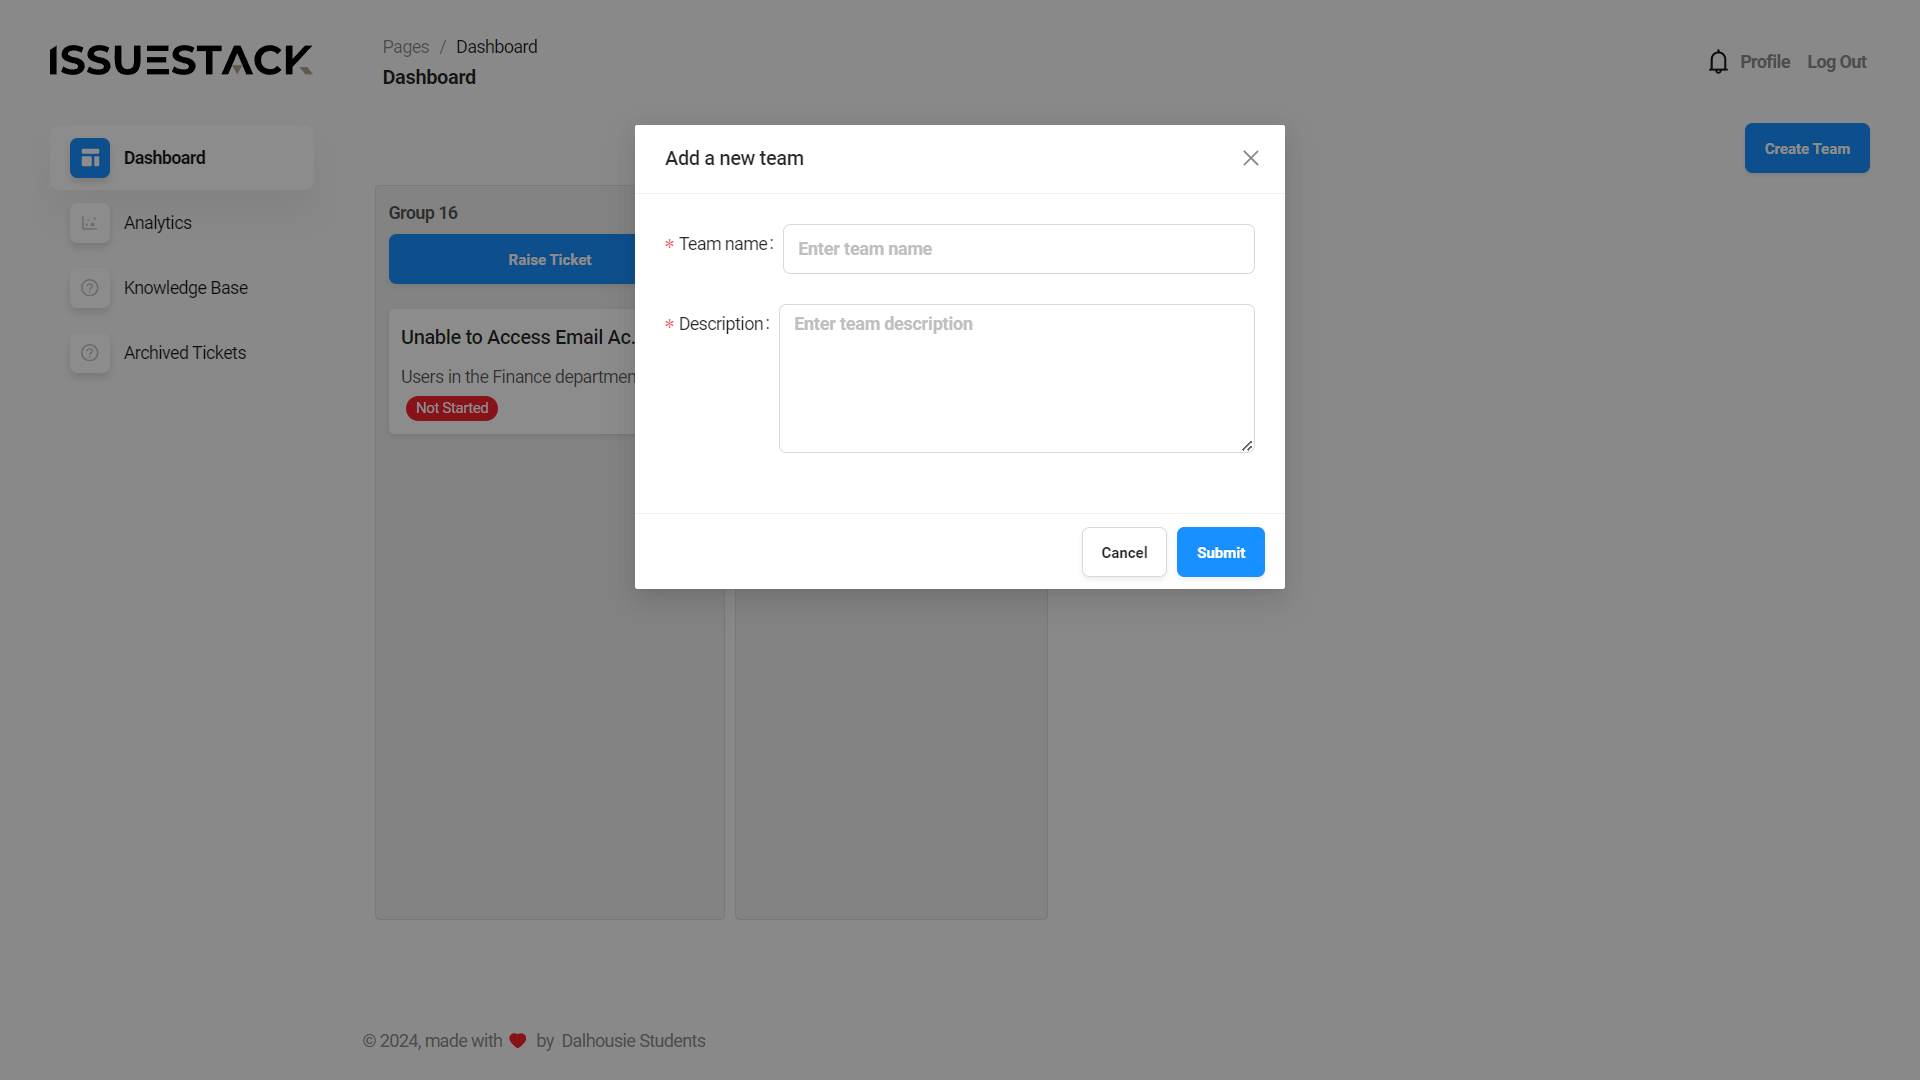 ISSUESTACK
Pages / Dashboard
Dashboard
Profile Log Out
Dashboard
Analytics
Knowledge Base
Archived Tickets
Create Team
Group 16
Raise Ticket
Unable to Access Email Ac.
Users in the Finance departmen
Not Started
Add a new team
* Team name:
Enter team name
* Description:
Enter team description
Cancel
Submit
© 2024, made with ❤ by Dalhousie Students